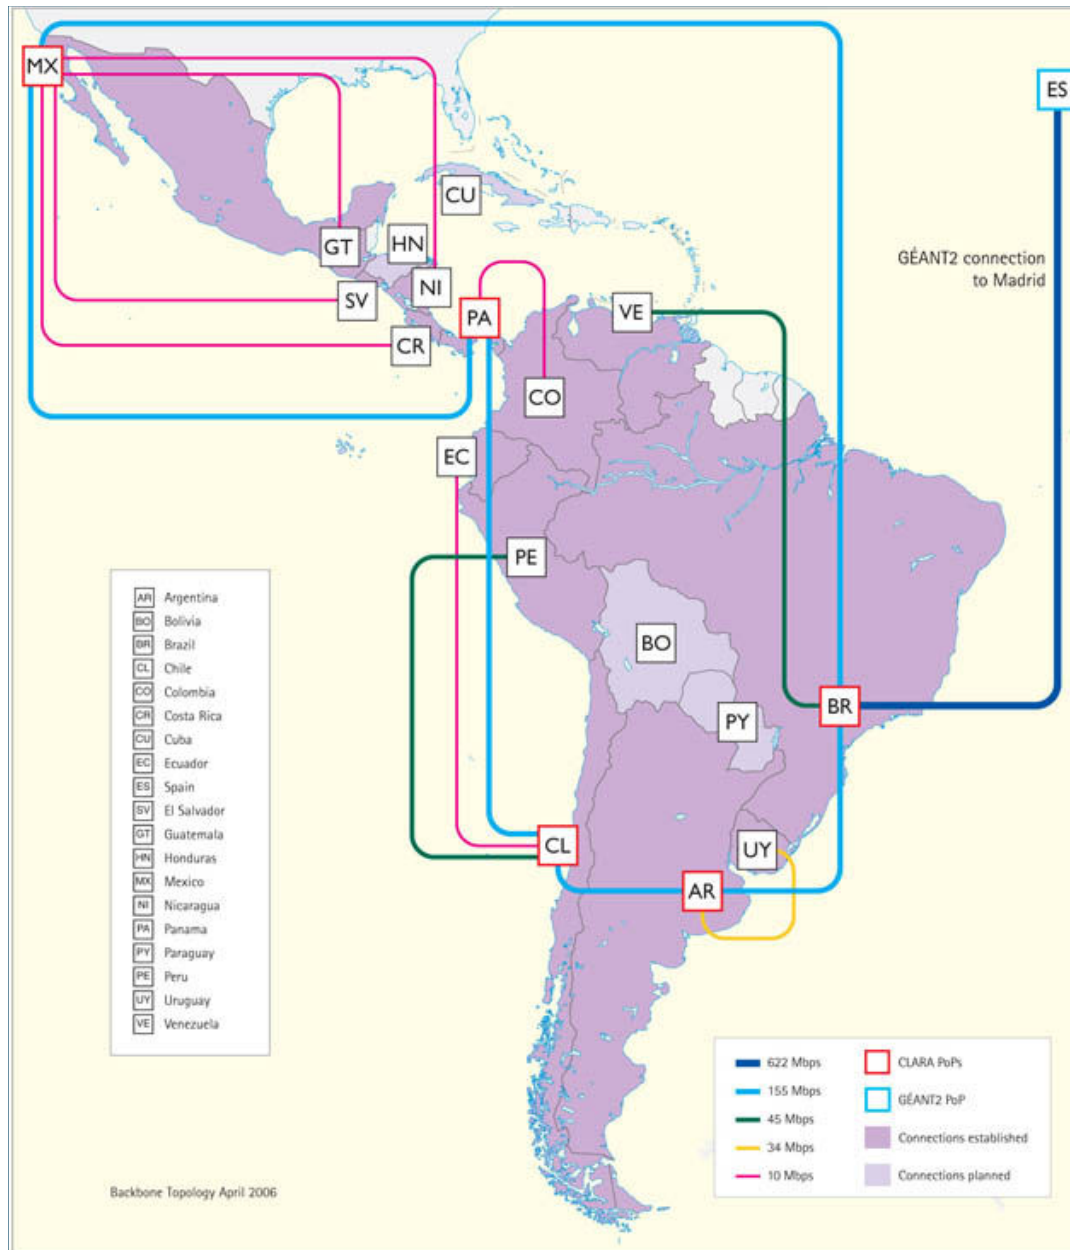 MX
ES
CU
GT
HN
NI
SV
PA
CR
VE
GÉANT2 connection
to Madrid
CO
EC
PE
BO
BR
PY
CL
UY
AR
AR Argentina
BO Bolivia
BR Brazil
CL Chile
CO Colombia
CR Costa Rica
CU Cuba
EC Ecuador
ES Spain
SV El Salvador
GT Guatemala
HN Honduras
MX Mexico
NI Nicaragua
PA Panama
PY Paraguay
PE Peru
UY Uruguay
VE Venezuela
622 Mbps
155 Mbps
45 Mbps
34 Mbps
10 Mbps
CLARA PoPs
GÉANT2 PoP
Connections established
Connections planned
Backbone Topology April 2006